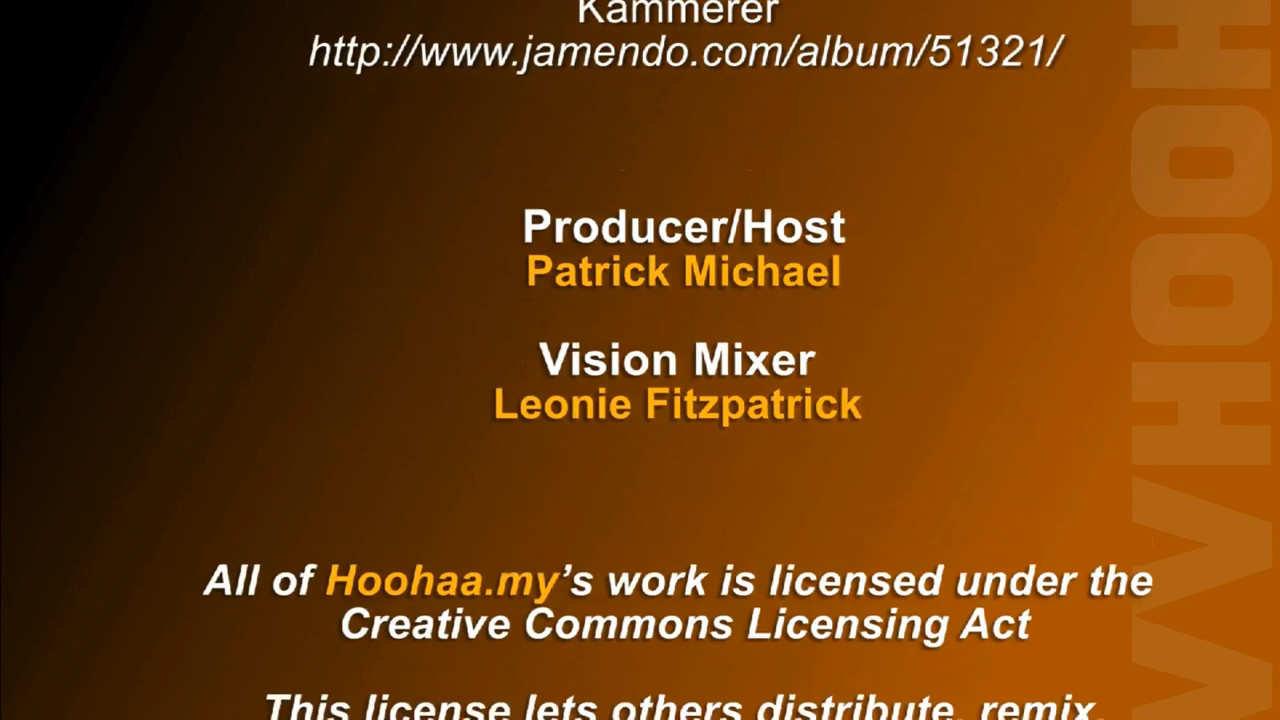 Kammerer
http://www.jamendo.com/album/51321/
Producer/Host
Patrick Michael
Vision Mixer
Leonie Fitzpatrick
All of Hoohaa.my’s work is licensed under the
Creative Commons Licensing Act
This license lets others distribute, remix
WHOOH